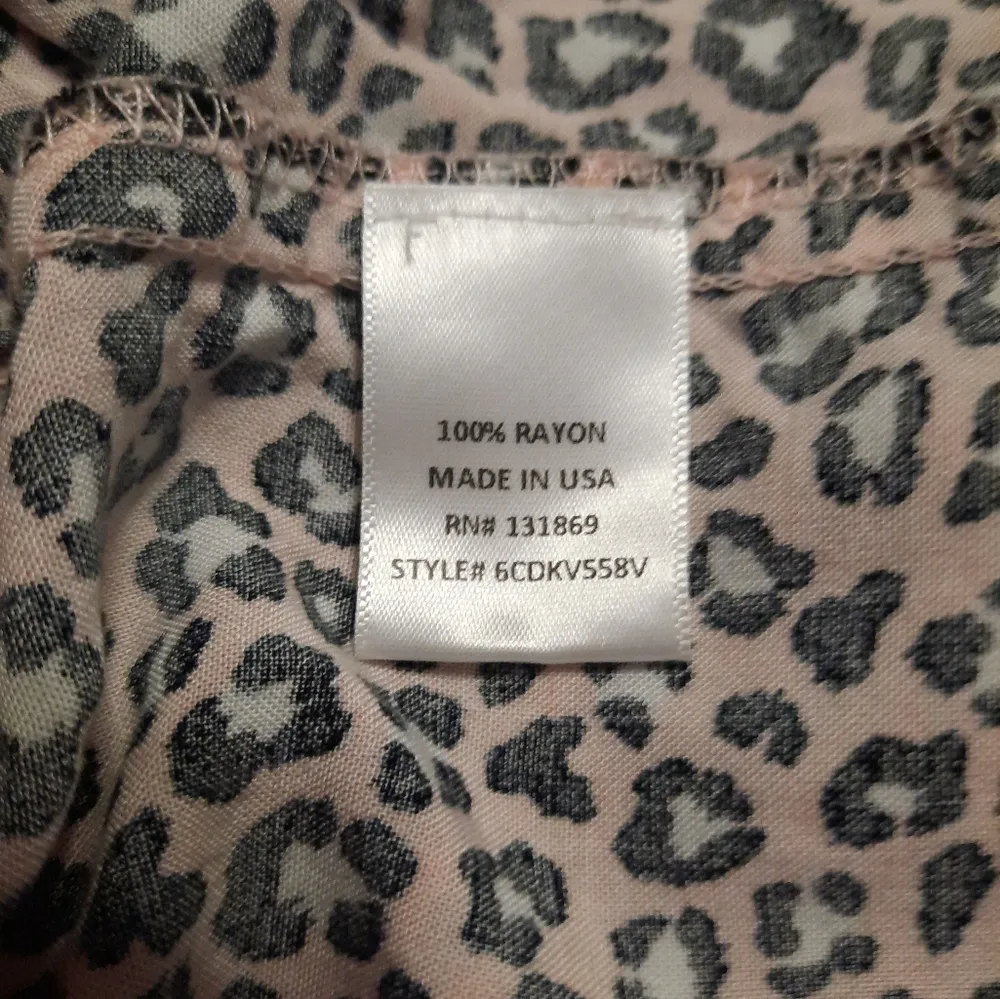 100% RAYON
MADE IN USA
RN# 131869
STYLE# 6CDKV558V